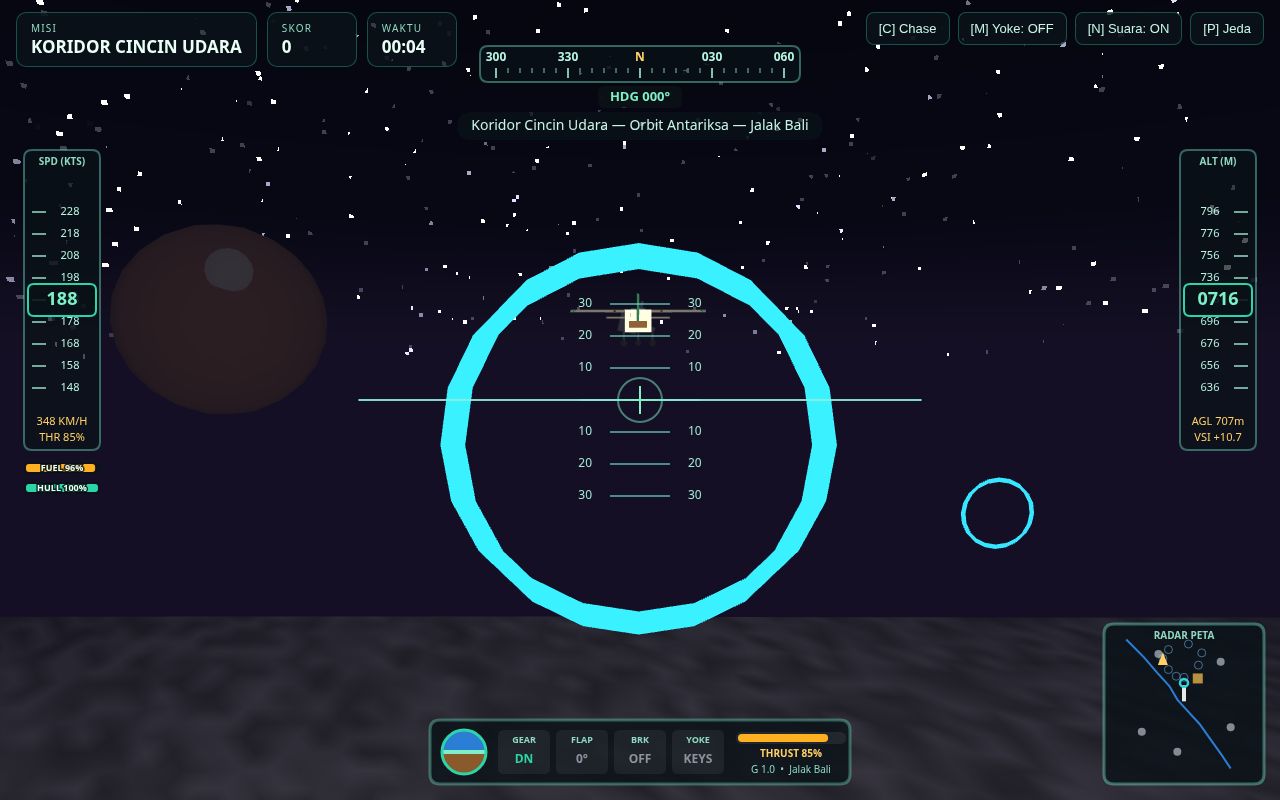 MISI
KORIDOR CINCIN UDARA
SKOR
0
WAKTU
00:04
[C] Chase
[M] Yoke: OFF
[N] Suara: ON
[P] Jeda
300 330 N 030 060
HDG 000°
Koridor Cincin Udara — Orbit Antariksa — Jalak Bali
SPD (KTS)
228
218
208
198
188
178
168
158
148
348 KM/H
THR 85%
FUEL 96%
HULL 100%
30 30
20 20
10 10
10 10
20 20
30 30
ALT (M)
796
776
756
736
0716
696
676
656
636
AGL 707m
VSI +10.7
RADAR PETA
GEAR
DN
FLAP
0°
BRK
OFF
YOKE
KEYS
THRUST 85%
G 1.0 • Jalak Bali